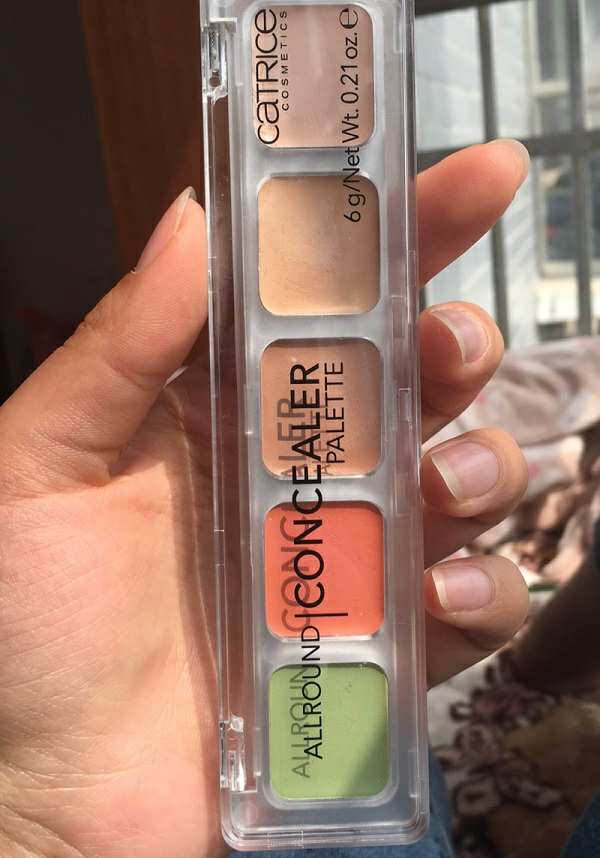 CATRICE
COSMETICS
6 g/Net Wt. 0.21 oz. ℮
ALLROUND|CONCEALER
PALETTE